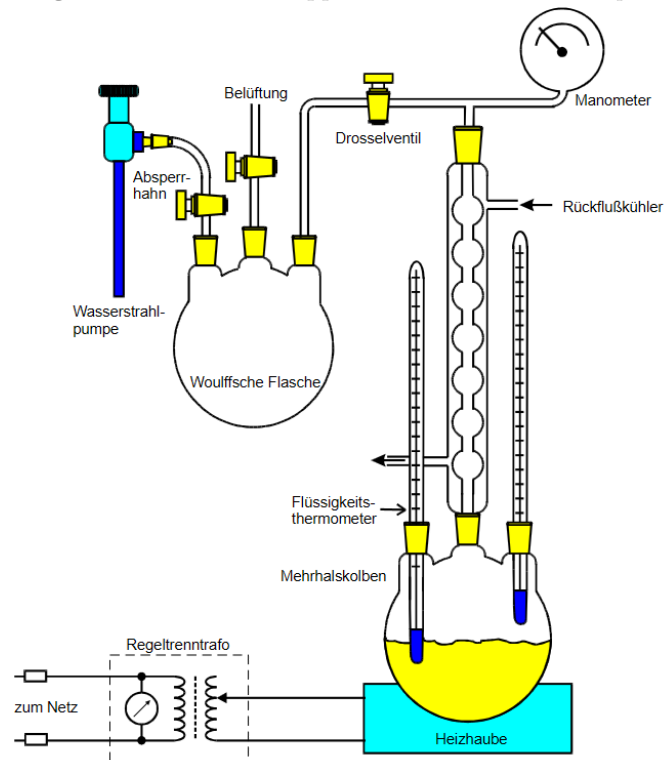 Manometer
Belüftung
Drosselventil
Absperr-
hahn
Rückflußkühler
Wasserstrahl-
pumpe
Woulffsche Flasche
Flüssigkeits-
thermometer
Mehrhalskolben
Regeltrenntrafo
zum Netz
Heizhaube